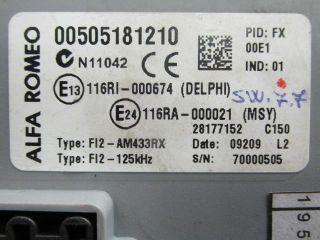 ALFA ROMEO
00505181210
PID: FX
00E1
N11042
IND: 01
E13 116RI-000674 (DELPHI)
SW.7.7
E24 116RA-000021 (MSY)
28177152 C150
Type: FI2-AM433RX Date: 09209 L2
Type: FI2-125kHz S/N: 70000505
195